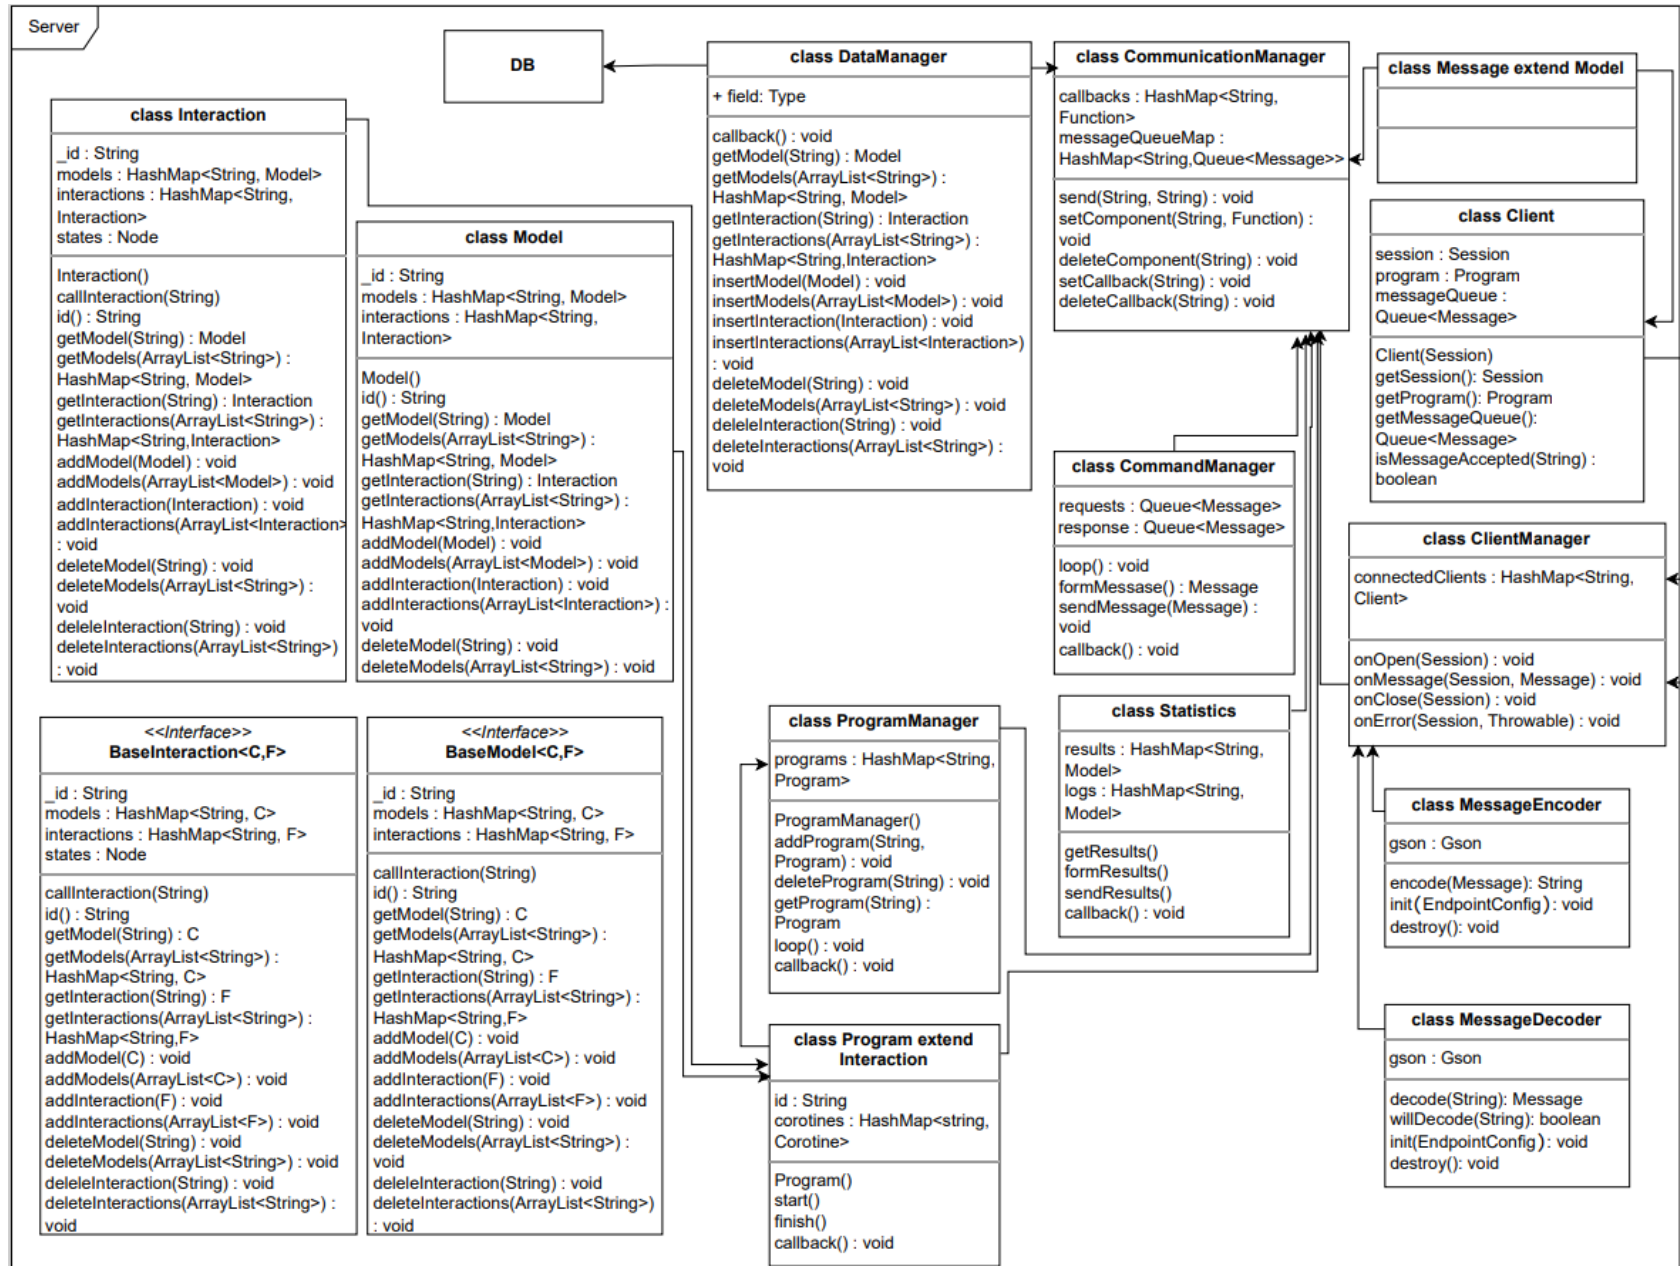 Server
DB
class DataManager
+ field: Type
callback() : void
getModel(String) : Model
getModels(ArrayList<String>) :
HashMap<String, Model>
getInteraction(String) : Interaction
getInteractions(ArrayList<String>) :
HashMap<String,Interaction>
insertModel(Model) : void
insertModels(ArrayList<Model>) : void
insertInteraction(Interaction) : void
insertInteractions(ArrayList<Interaction>)
: void
deleteModel(String) : void
deleteModels(ArrayList<String>) : void
deleleInteraction(String) : void
deleteInteractions(ArrayList<String>) :
void
class CommunicationManager
callbacks : HashMap<String,
Function>
messageQueueMap :
HashMap<String,Queue<Message>>
send(String, String) : void
setComponent(String, Function) :
void
deleteComponent(String) : void
setCallback(String) : void
deleteCallback(String) : void
class Message extend Model
class Client
session : Session
program : Program
messageQueue :
Queue<Message>
Client(Session)
getSession(): Session
getProgram(): Program
getMessageQueue():
Queue<Message>
isMessageAccepted(String) :
boolean
class Interaction
_id : String
models : HashMap<String, Model>
interactions : HashMap<String,
Interaction>
states : Node
Interaction()
callInteraction(String)
id() : String
getModel(String) : Model
getModels(ArrayList<String>) :
HashMap<String, Model>
getInteraction(String) : Interaction
getInteractions(ArrayList<String>) :
HashMap<String,Interaction>
addModel(Model) : void
addModels(ArrayList<Model>) : void
addInteraction(Interaction) : void
addInteractions(ArrayList<Interaction>
: void
deleteModel(String) : void
deleteModels(ArrayList<String>) :
void
deleleInteraction(String) : void
deleteInteractions(ArrayList<String>)
: void
class Model
_id : String
models : HashMap<String, Model>
interactions : HashMap<String,
Interaction>
Model()
id() : String
getModel(String) : Model
getModels(ArrayList<String>) :
HashMap<String, Model>
getInteraction(String) : Interaction
getInteractions(ArrayList<String>) :
HashMap<String,Interaction>
addModel(Model) : void
addModels(ArrayList<Model>) : void
addInteraction(Interaction) : void
addInteractions(ArrayList<Interaction>) :
void
deleteModel(String) : void
deleteModels(ArrayList<String>) : void
class CommandManager
requests : Queue<Message>
response : Queue<Message>
loop() : void
formMessase() : Message
sendMessage(Message) :
void
callback() : void
class ClientManager
connectedClients : HashMap<String,
Client>
onOpen(Session) : void
onMessage(Session, Message) : void
onClose(Session) : void
onError(Session, Throwable) : void
<<Interface>>
BaseInteraction<C,F>
_id : String
models : HashMap<String, C>
interactions : HashMap<String, F>
states : Node
callInteraction(String)
id() : String
getModel(String) : C
getModels(ArrayList<String>) :
HashMap<String, C>
getInteraction(String) : F
getInteractions(ArrayList<String>) :
HashMap<String,F>
addModel(C) : void
addModels(ArrayList<C>) : void
addInteraction(F) : void
addInteractions(ArrayList<F>) : void
deleteModel(String) : void
deleteModels(ArrayList<String>) : void
deleleInteraction(String) : void
deleteInteractions(ArrayList<String>) :
void
<<Interface>>
BaseModel<C,F>
_id : String
models : HashMap<String, C>
interactions : HashMap<String, F>
callInteraction(String)
id() : String
getModel(String) : C
getModels(ArrayList<String>) :
HashMap<String, C>
getInteraction(String) : F
getInteractions(ArrayList<String>) :
HashMap<String,F>
addModel(C) : void
addModels(ArrayList<C>) : void
addInteraction(F) : void
addInteractions(ArrayList<F>) : void
deleteModel(String) : void
deleteModels(ArrayList<String>) :
void
deleleInteraction(String) : void
deleteInteractions(ArrayList<String>)
: void
class ProgramManager
programs : HashMap<String,
Program>
ProgramManager()
addProgram(String,
Program) : void
deleteProgram(String) : void
getProgram(String) :
Program
loop() : void
callback() : void
class Statistics
results : HashMap<String,
Model>
logs : HashMap<String,
Model>
getResults()
formResults()
sendResults()
callback() : void
class MessageEncoder
gson : Gson
encode(Message): String
init(EndpointConfig): void
destroy(): void
class Program extend
Interaction
id : String
corotines : HashMap<string,
Corotine>
Program()
start()
finish()
callback() : void
class MessageDecoder
gson : Gson
decode(String): Message
willDecode(String): boolean
init(EndpointConfig): void
destroy(): void